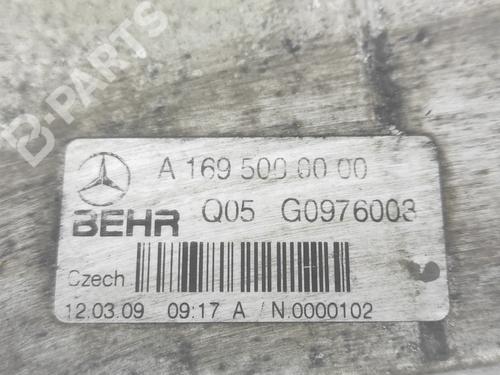 B-PARTS
A 169 500 00 00
BEHR Q05 G0976003
Czech
12.03.09 09:17 A / N.0000102